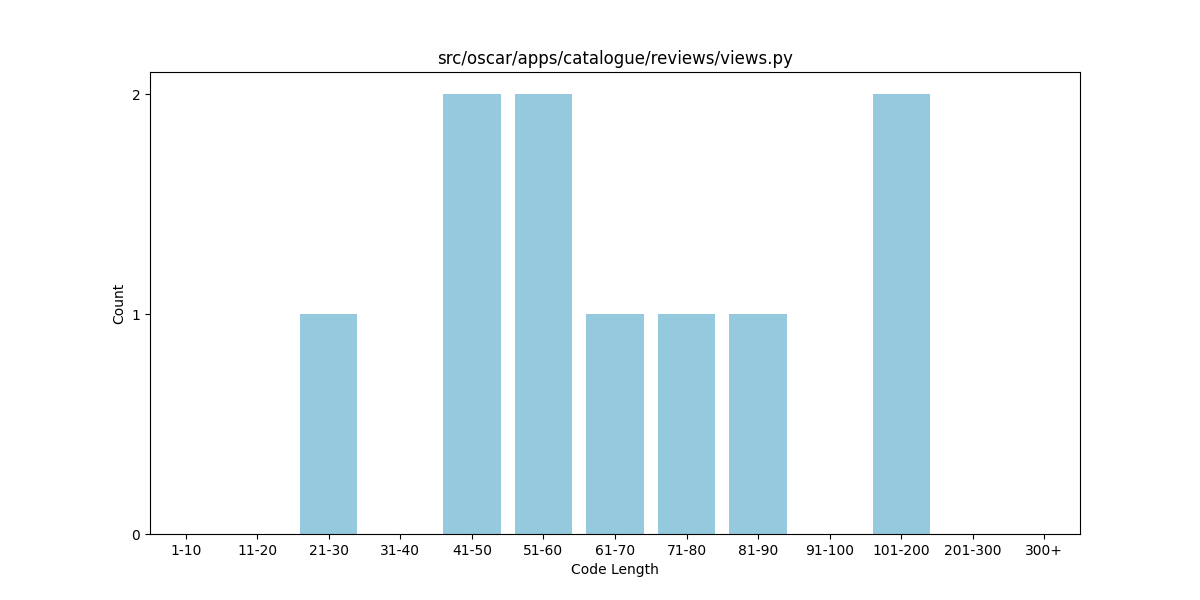 src/oscar/apps/catalogue/reviews/views.py
2
1
0
Count
1-10 11-20 21-30 31-40 41-50 51-60 61-70 71-80 81-90 91-100 101-200 201-300 300+
Code Length